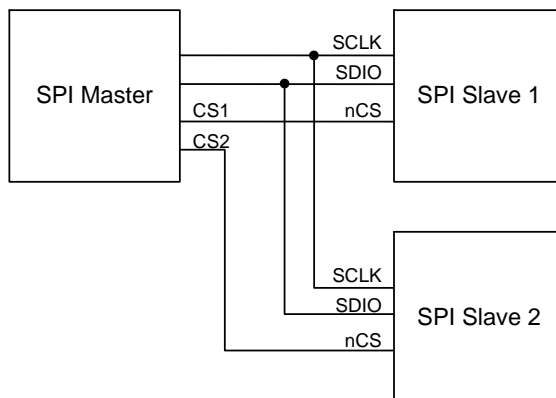 SCLK
SPI Master
SDIO
SPI Slave 1
CS1
nCS
CS2
SCLK
SDIO
SPI Slave 2
nCS